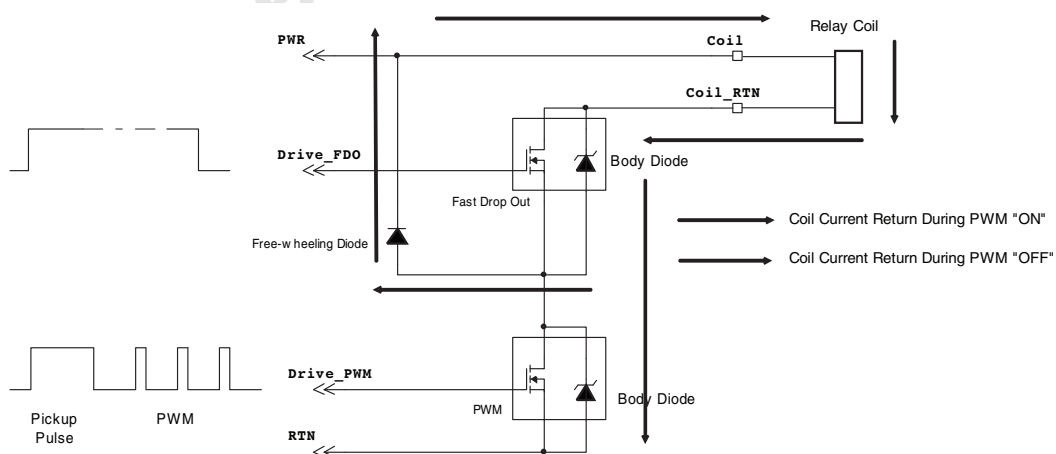 Relay Coil
PWR
Coil
Coil_RTN
Drive_FDO
Body Diode
Fast Drop Out
Coil Current Return During PWM "ON"
Free-w heeling Diode
Coil Current Return During PWM "OFF"
Drive_PWM
Body Diode
PWM
Pickup
Pulse
PWM
RTN